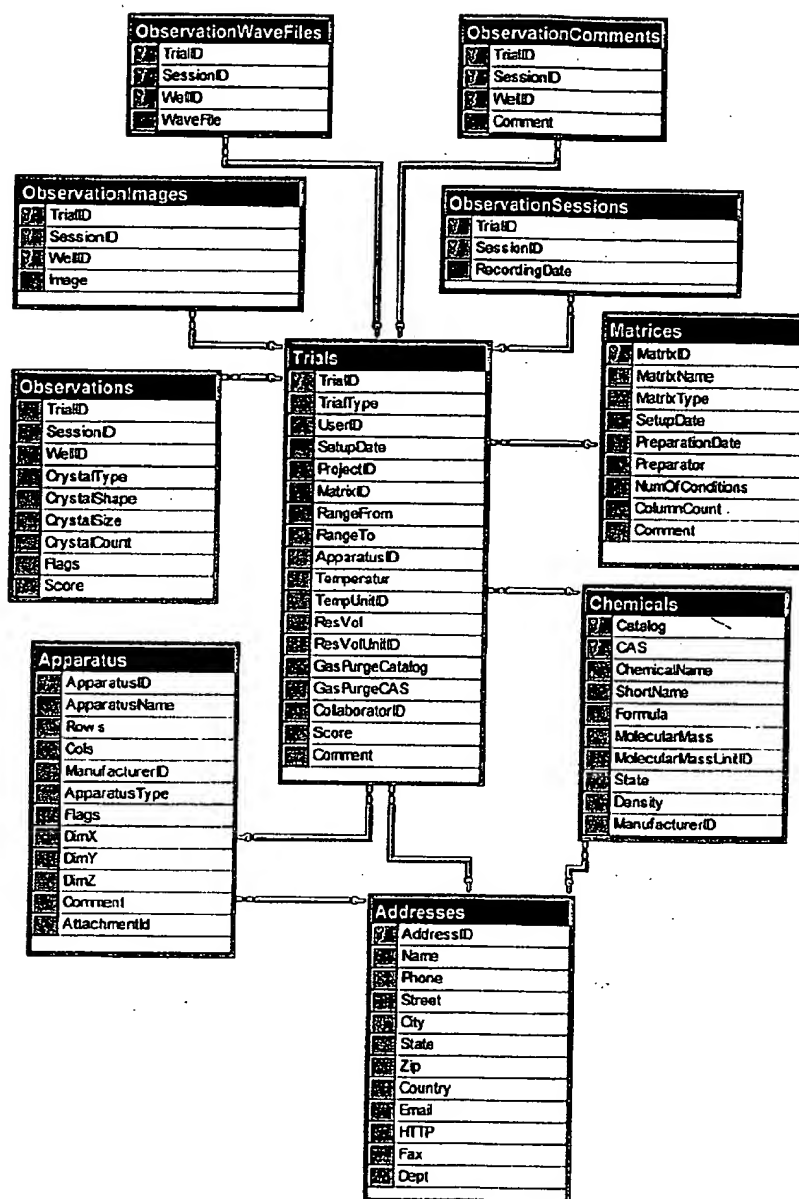 ObservationWaveFiles
TrialID
SessionID
WellID
WaveFile
ObservationComments
TrialID
SessionID
WellID
Comment
ObservationImages
TrialID
SessionID
WellID
Image
ObservationSessions
TrialID
SessionID
RecordingDate
Trials
TrialID
TrialType
UserID
SetupDate
ProjectID
MatrixID
RangeFrom
RangeTo
ApparatusID
Temperatur
TempUnitID
ResVol
ResVolUnitID
GasPurgeCatalog
GasPurgeCAS
CollaboratorID
Score
Comment
Matrices
MatrixID
MatrixName
MatrixType
SetupDate
PreparationDate
Preparator
NumOfConditions
ColumnCount
Comment
Observations
TrialID
SessionID
WellID
CrystalType
CrystalShape
CrystalSize
CrystalCount
Flags
Score
Chemicals
Catalog
CAS
ChemicalName
ShortName
Formula
MolecularMass
MolecularMassUnitID
State
Density
ManufacturerID
Apparatus
ApparatusID
ApparatusName
Rows
Cols
ManufacturerID
ApparatusType
Flags
DimX
DimY
DimZ
Comment
AttachmentId
Addresses
AddressID
Name
Phone
Street
City
State
Zip
Country
Email
HTTP
Fax
Dept